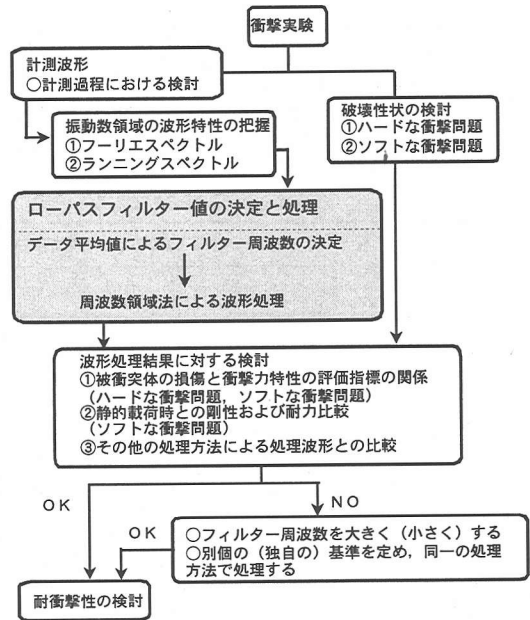 衝撃実験
計測波形
○計測過程における検討
振動数領域の波形特性の把握
①フーリエスペクトル
②ランニングスペクトル
破壊性状の検討
①ハードな衝撃問題
②ソフトな衝撃問題
ローパスフィルター値の決定と処理
データ平均値によるフィルター周波数の決定
周波数領域法による波形処理
波形処理結果に対する検討
①被衝突体の損傷と衝撃力特性の評価指標の関係
(ハードな衝撃問題，ソフトな衝撃問題)
②静的載荷時との剛性および耐力比較
(ソフトな衝撃問題)
③その他の処理方法による処理波形との比較
OK
NO
OK
○フィルター周波数を大きく（小さく）する
○別個の（独自の）基準を定め，同一の処理
方法で処理する
耐衝撃性の検討